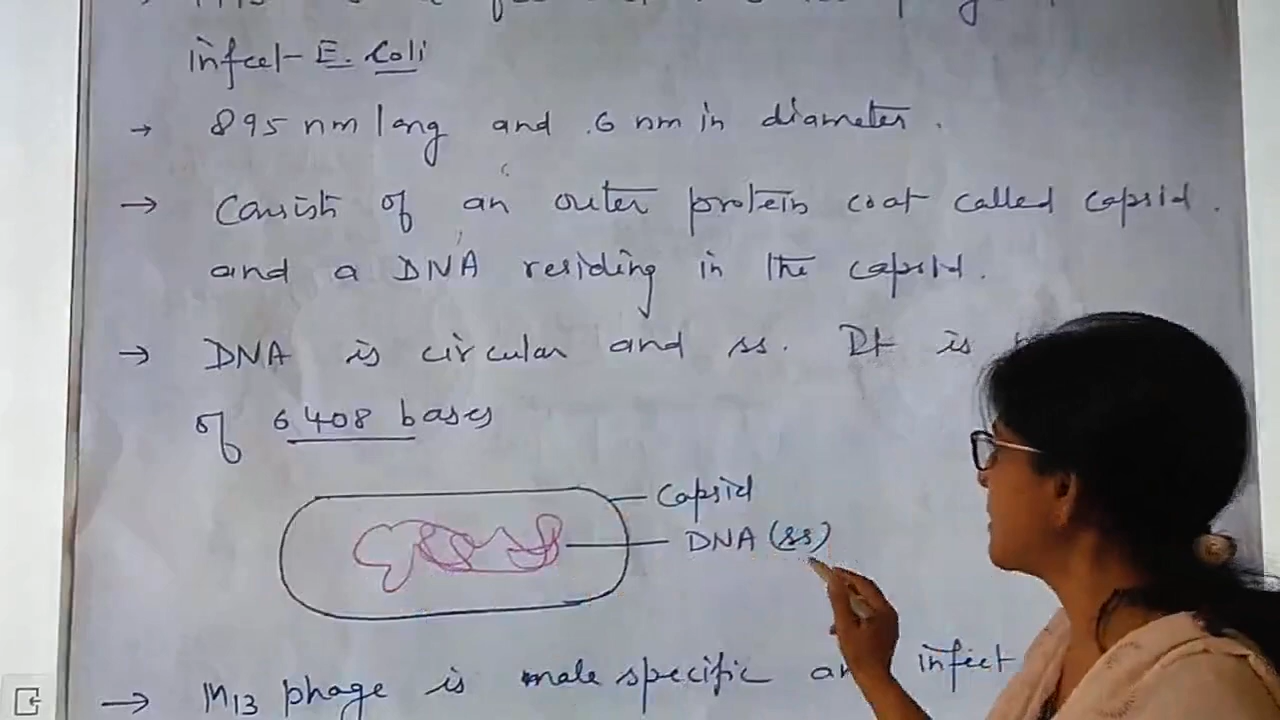 infect E. Coli
→ 895 nm long and .6 nm in diameter.
→ Consists of an outer protein coat called capsid.
and a DNA residing in the capsid.
→ DNA is circular and ss. It is
of 6408 bases
Capsid
DNA (ss)
→ M13 phage is male specific an infect